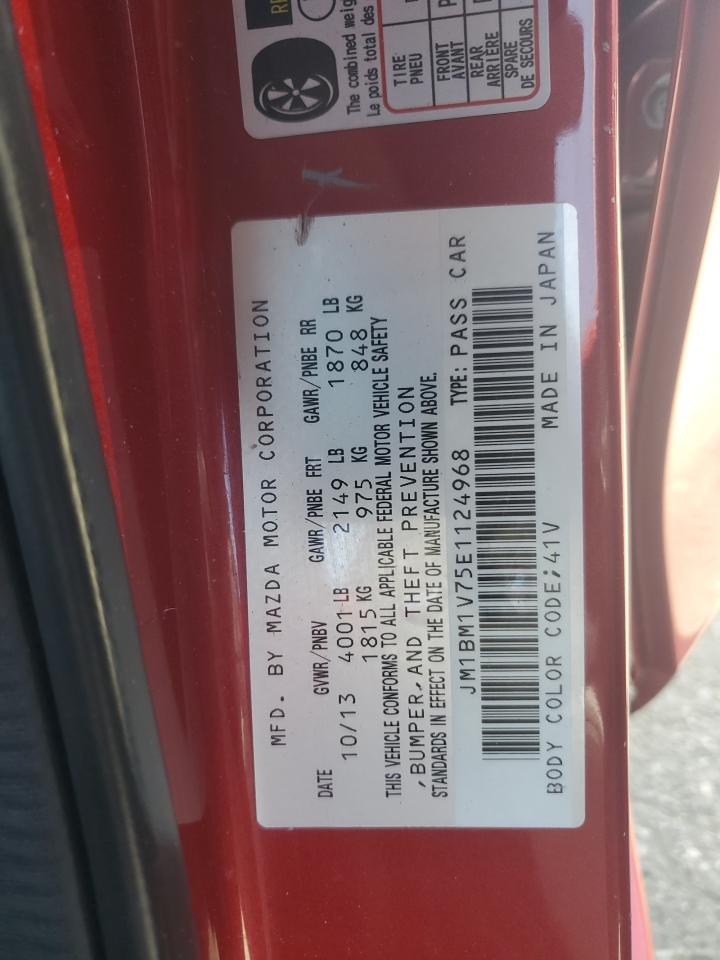 MFD. BY MAZDA MOTOR CORPORATION
DATE GVWR/PNBV GAWR/PNBE FRT GAWR/PNBE RR
10/13 4001 LB 2149 LB 1870 LB
1815 KG 975 KG 848 KG
THIS VEHICLE CONFORMS TO ALL APPLICABLE FEDERAL MOTOR VEHICLE SAFETY
,BUMPER, AND THEFT PREVENTION
STANDARDS IN EFFECT ON THE DATE OF MANUFACTURE SHOWN ABOVE.
JM1BM1V75E1124968 TYPE: PASS CAR
BODY COLOR CODE;41V MADE IN JAPAN
The combined weig
Le poids total des
TIRE
PNEU
FRONT
AVANT
REAR
ARRIÈRE
SPARE
DE SECOURS